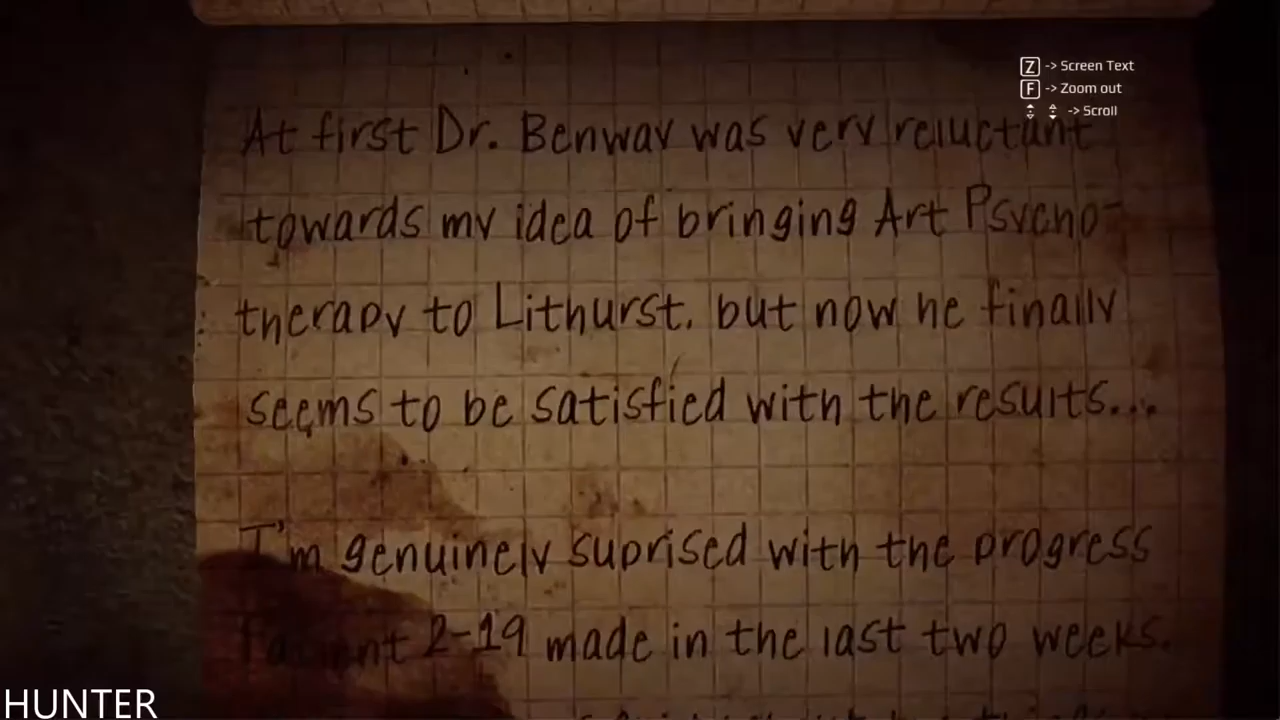 Z -> Screen Text
F -> Zoom out
-> Scroll
At first Dr. Benway was very reluctant
towards my idea of bringing Art Psycho-
therapy to Lithurst, but now he finally
seems to be satisfied with the results...
I'm genuinely suprised with the progress
Patient 2-19 made in the last two weeks.
HUNTER